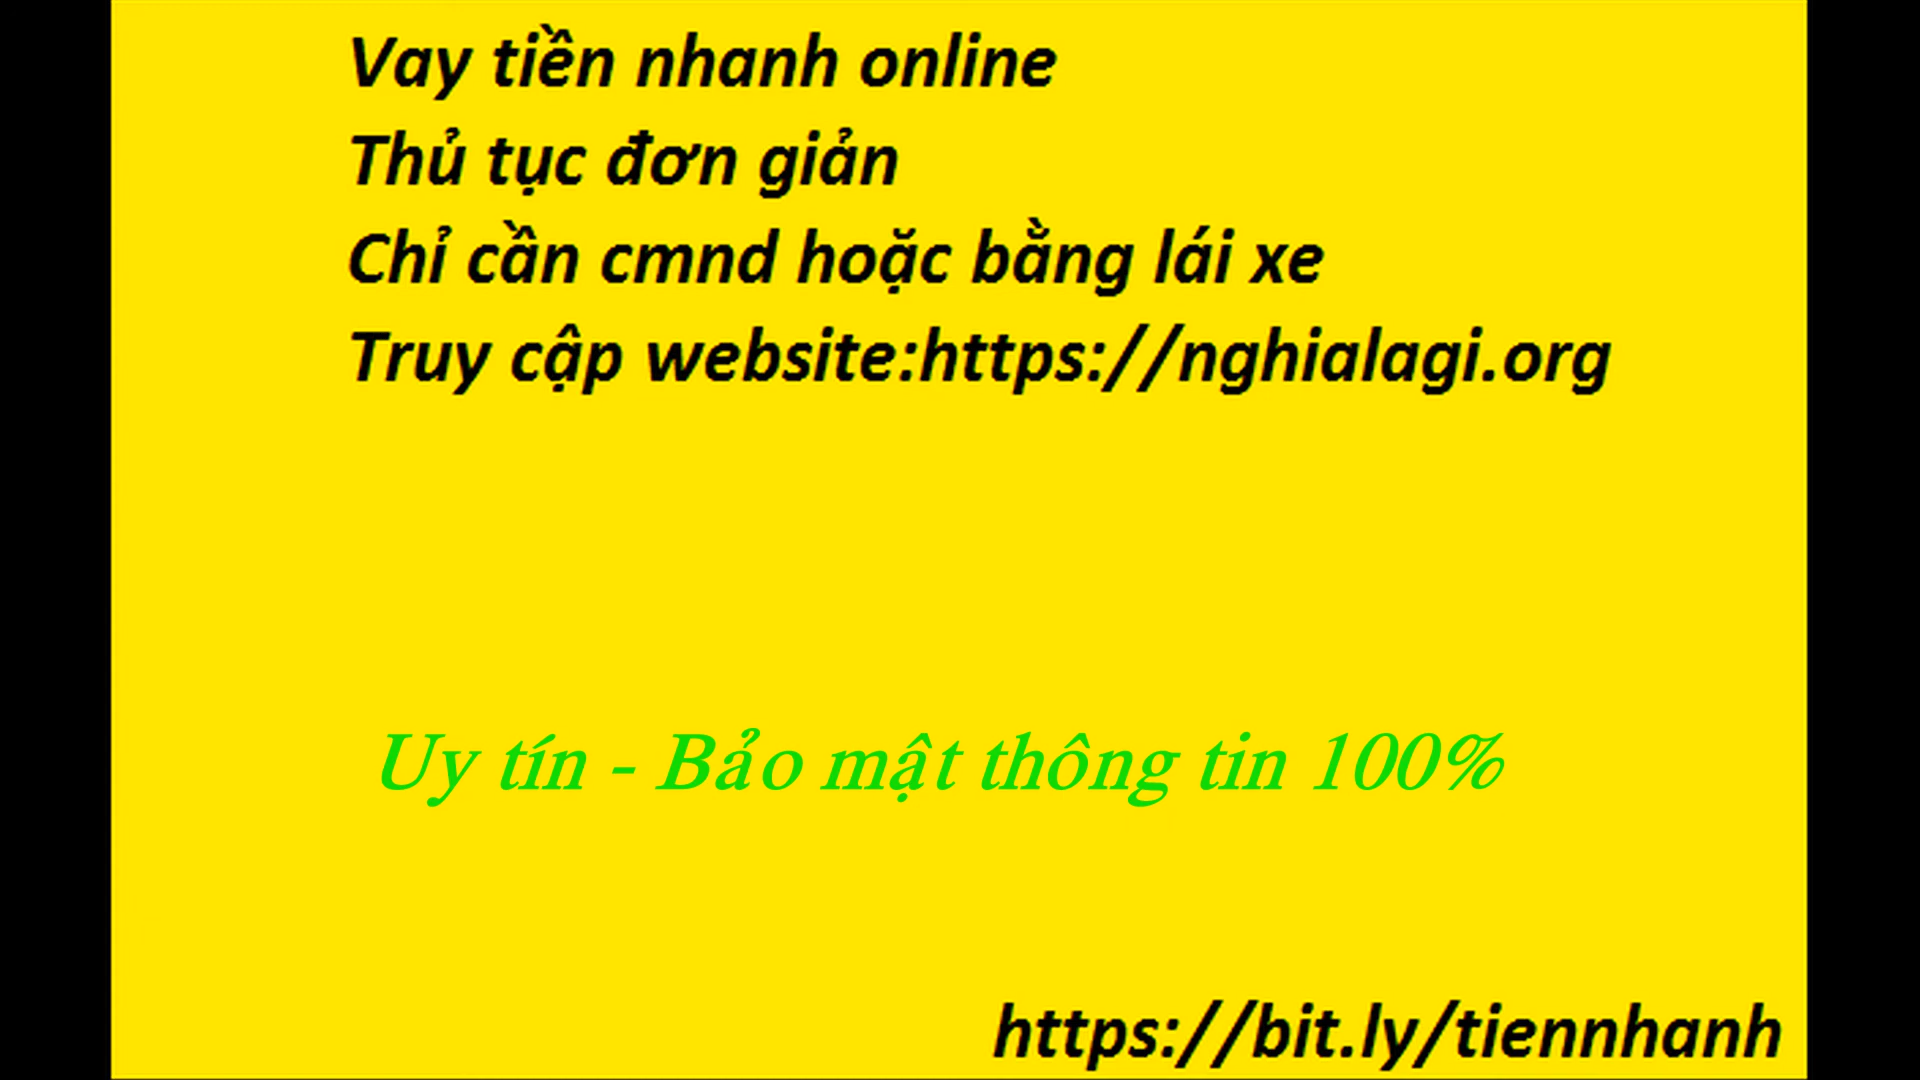 Vay tiền nhanh online
Thủ tục đơn giản
Chỉ cần cmnd hoặc bằng lái xe
Truy cập website:https://nghialagi.org
Uy tín - Bảo mật thông tin 100%
https://bit.ly/tiennhanh